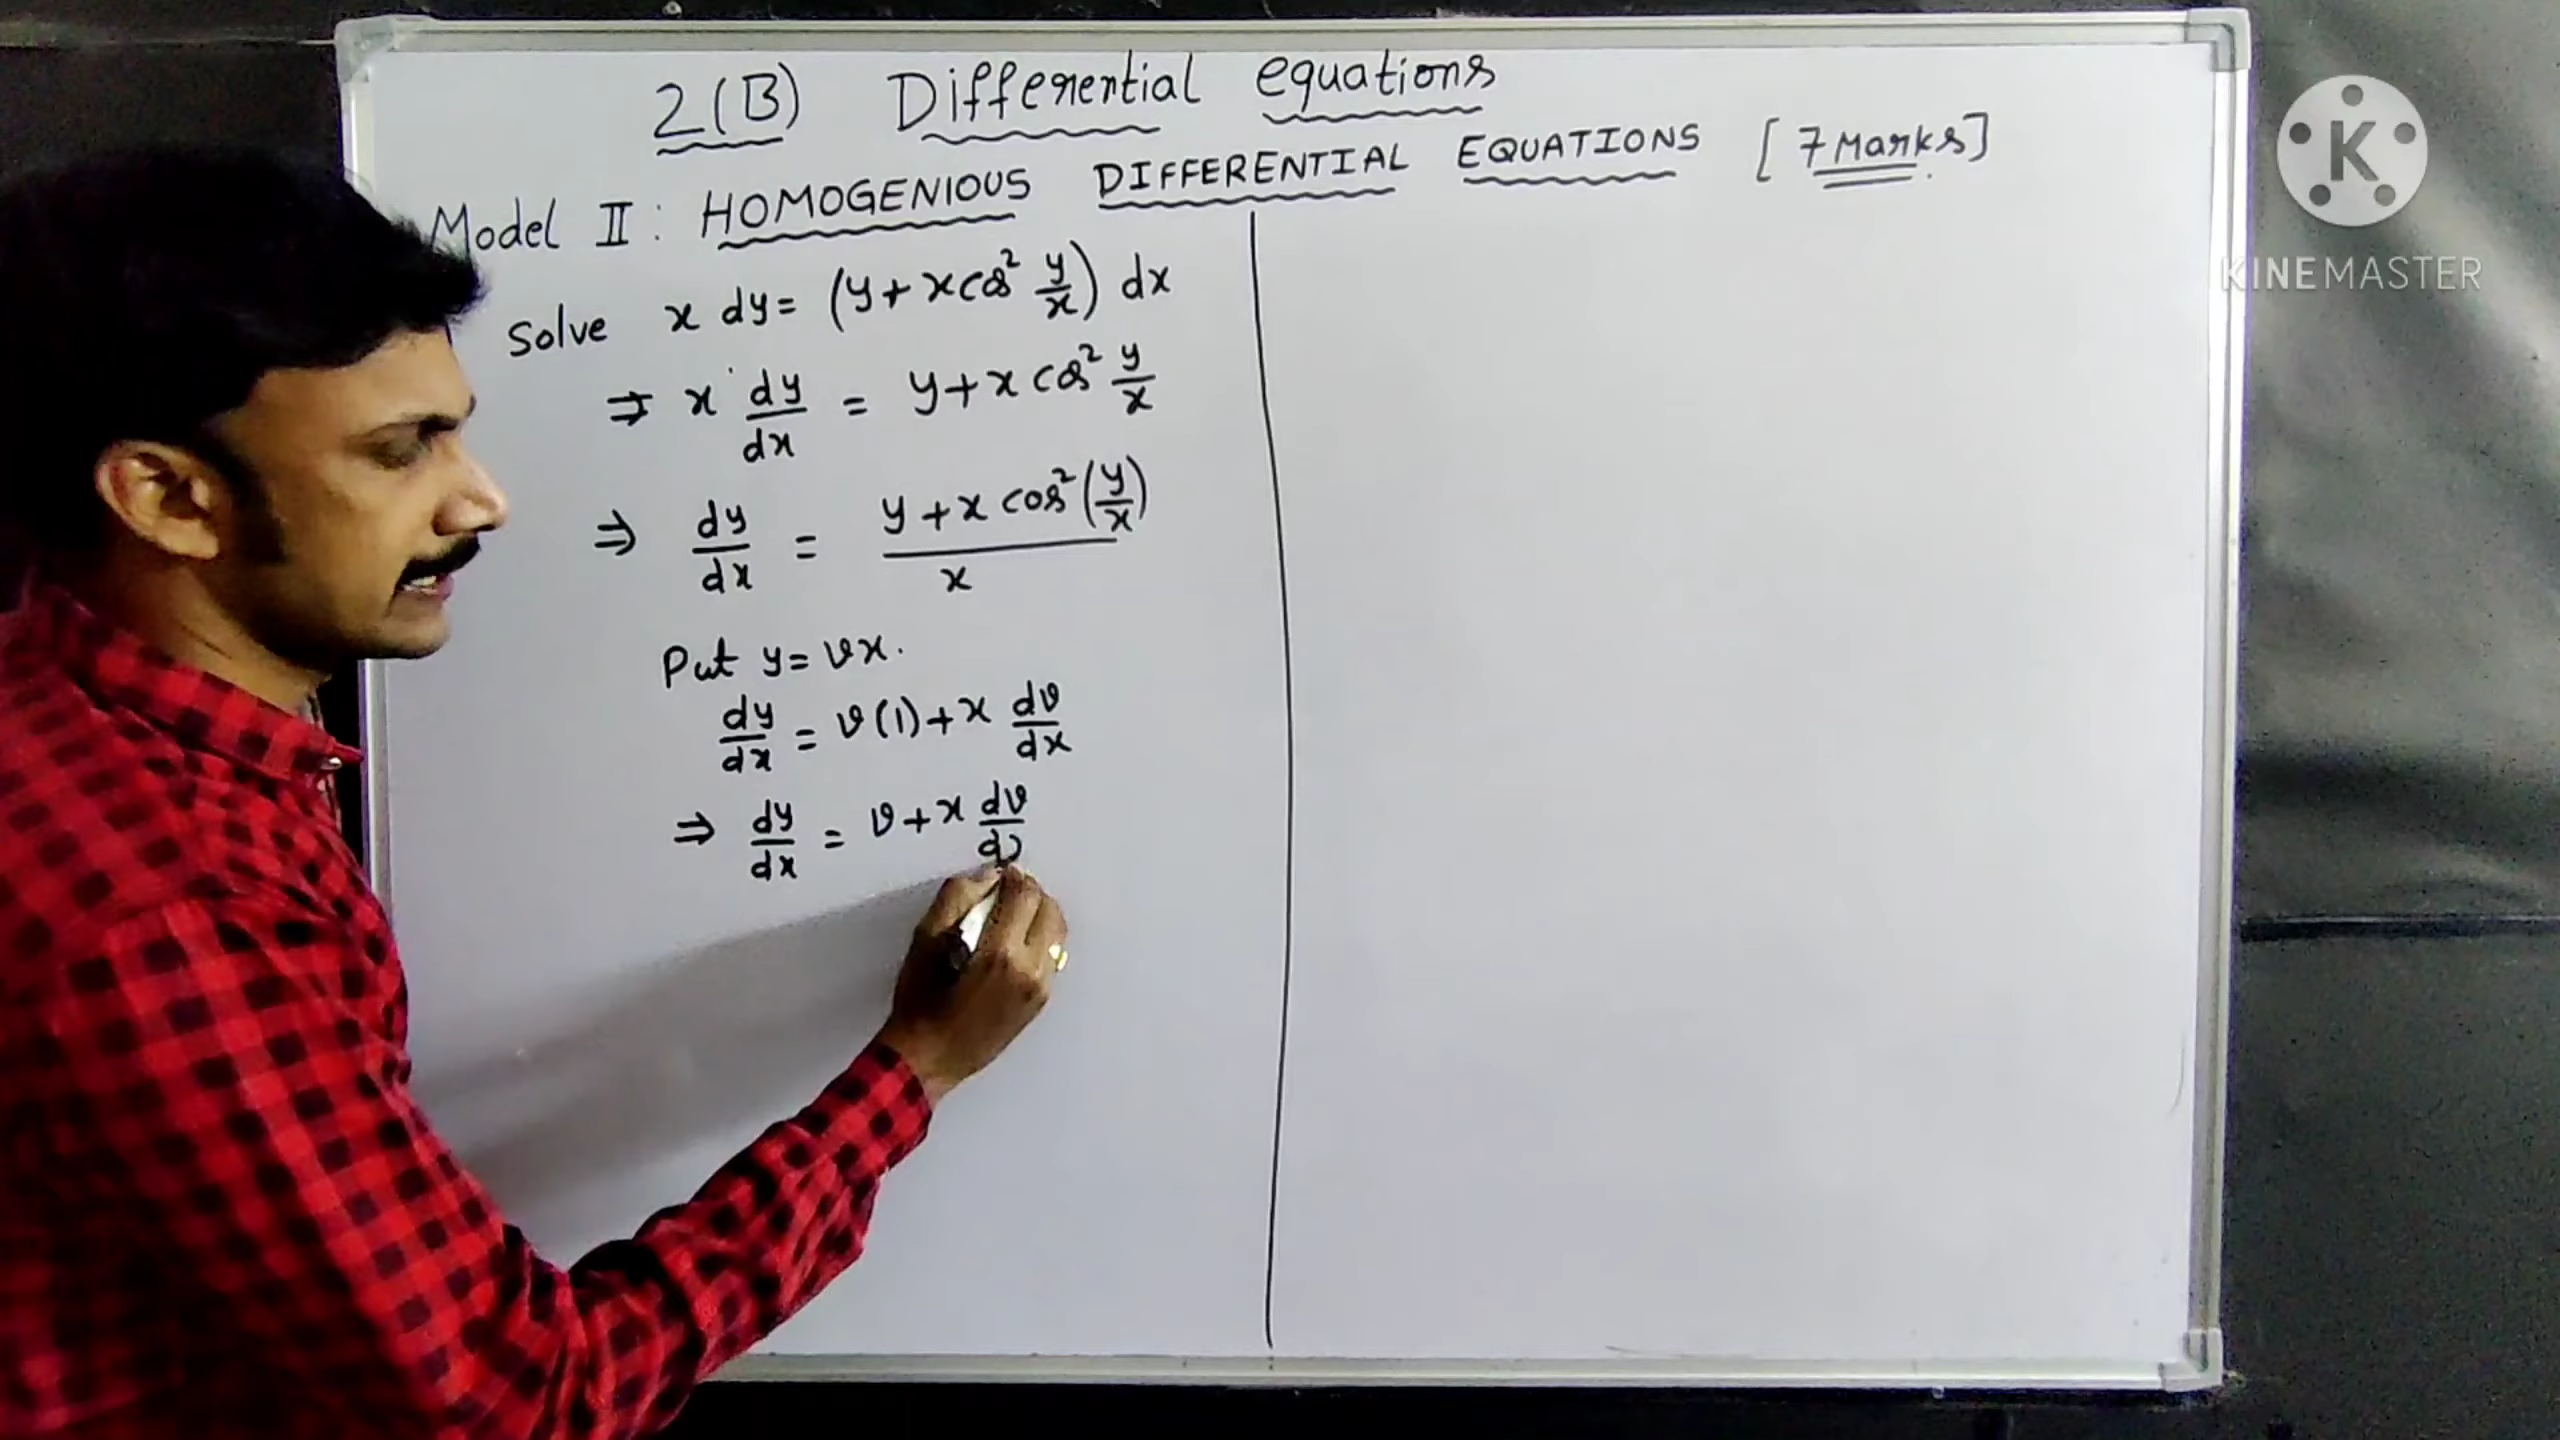 2(B) Differential equations
Model II : HOMOGENIOUS DIFFERENTIAL EQUATIONS [7 Marks]
Solve x dy = (y + x cos² y/x) dx
⇒ x dy/dx = y + x cos² y/x
⇒ dy/dx = (y + x cos² (y/x))/x
Put y = vx.
dy/dx = v(1) + x dv/dx
⇒ dy/dx = v + x dv/d
K
KINEMASTER